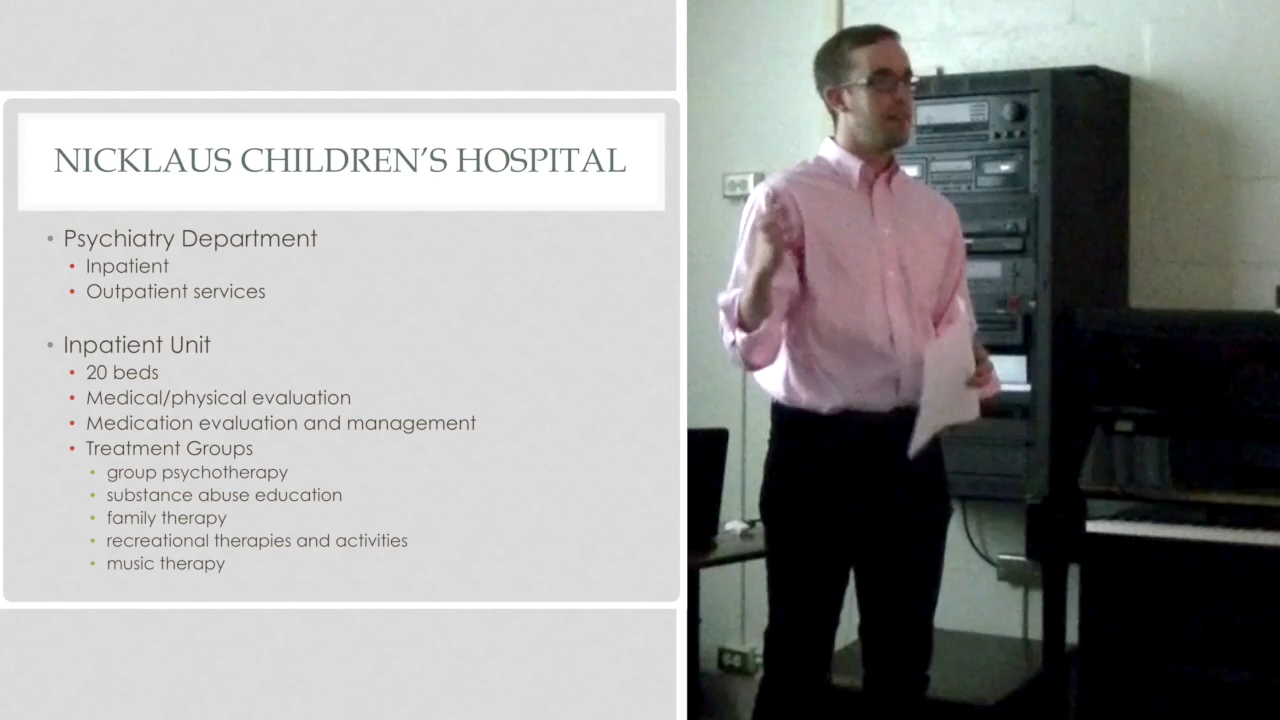 NICKLAUS CHILDREN'S HOSPITAL
• Psychiatry Department
• Inpatient
• Outpatient services
• Inpatient Unit
• 20 beds
• Medical/physical evaluation
• Medication evaluation and management
• Treatment Groups
• group psychotherapy
• substance abuse education
• family therapy
• recreational therapies and activities
• music therapy